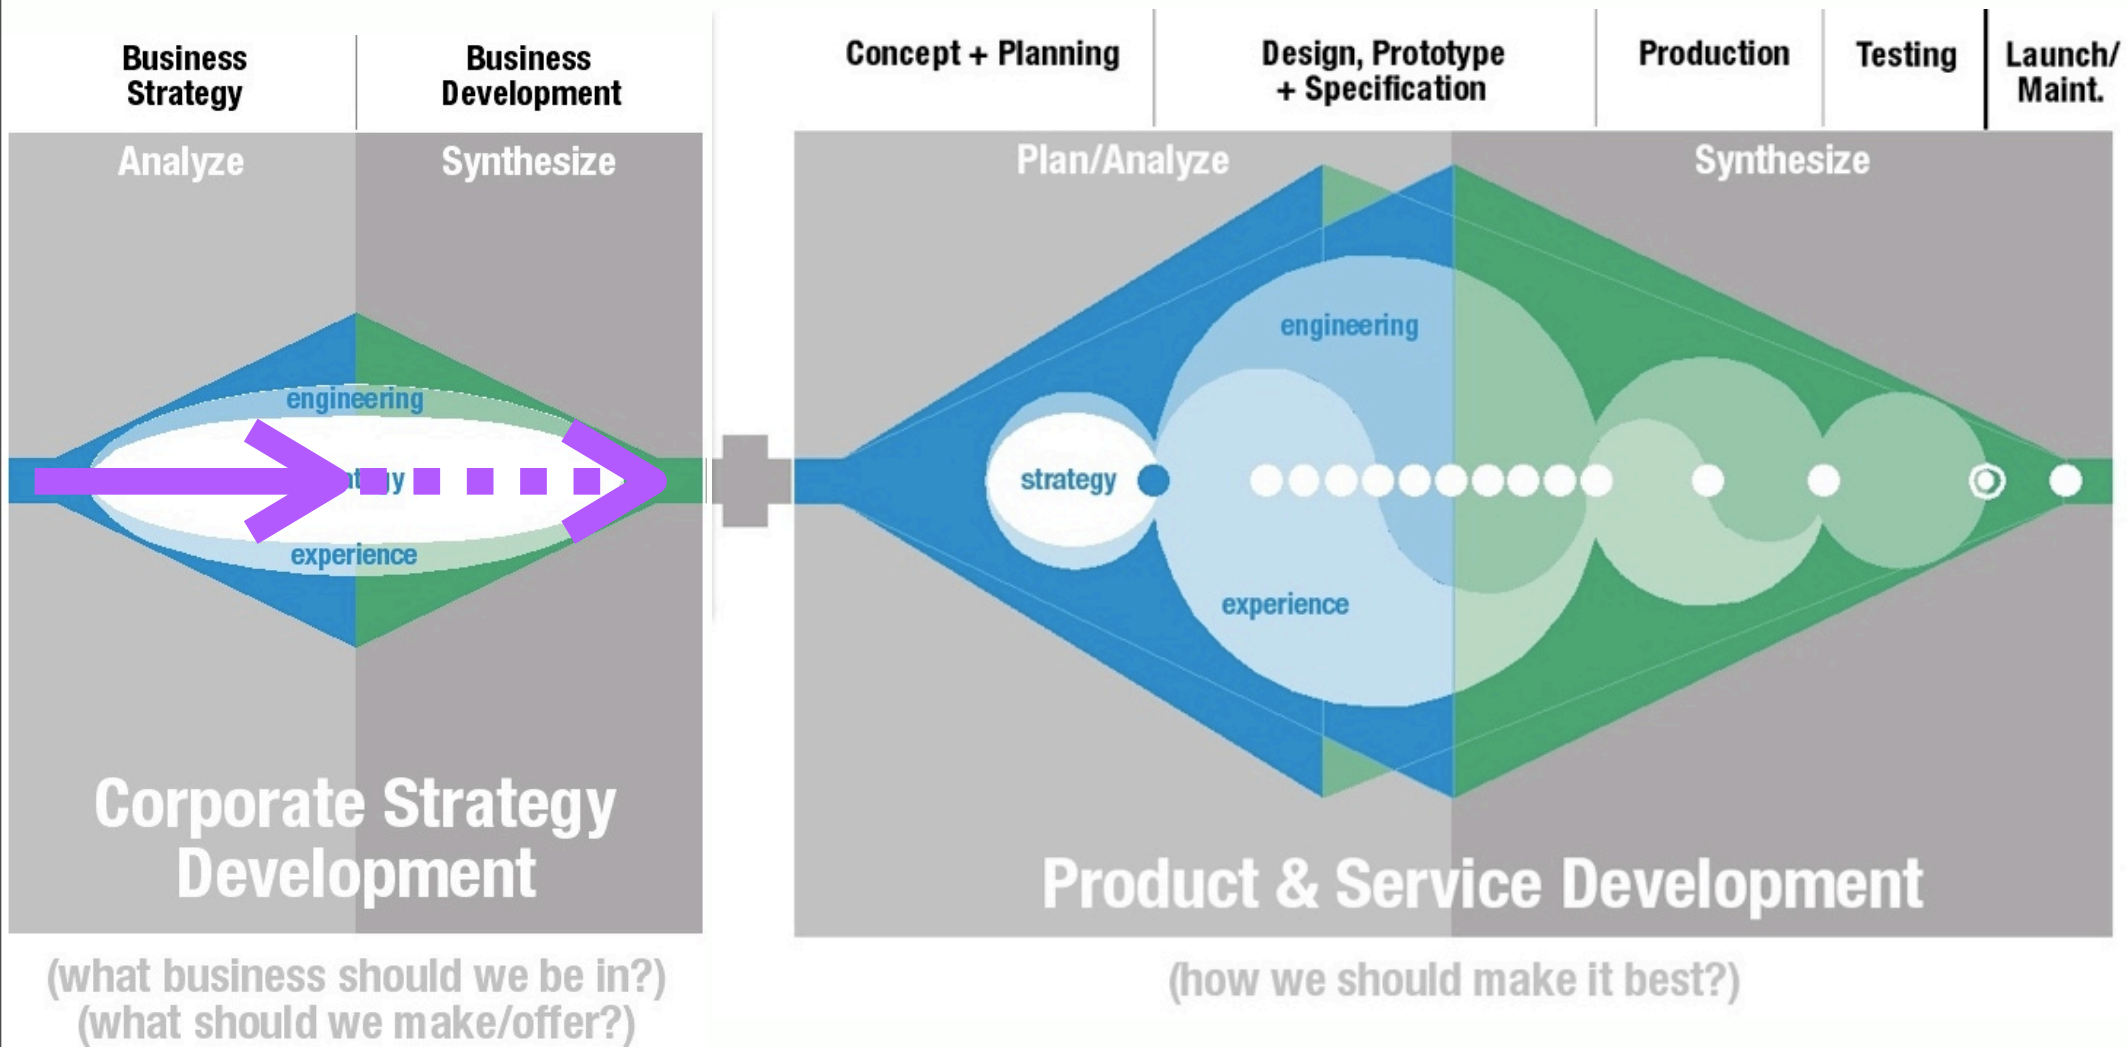 Business
Strategy
Business
Development
Analyze
Synthesize
engineering
experience
Corporate Strategy
Development
(what business should we be in?)
(what should we make/offer?)
Concept + Planning
Design, Prototype
+ Specification
Production
Testing
Launch/
Maint.
Plan/Analyze
Synthesize
engineering
strategy
experience
Product & Service Development
(how we should make it best?)